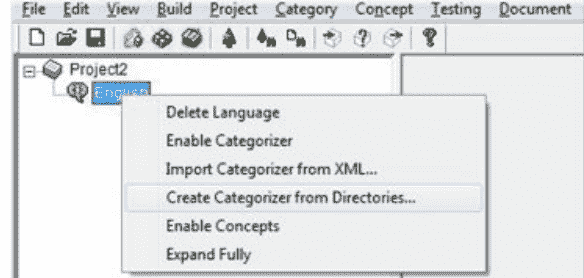 File Edit View Build Project Category Concept Testing Document
Project2
English
Delete Language
Enable Categorizer
Import Categorizer from XML...
Create Categorizer from Directories...
Enable Concepts
Expand Fully